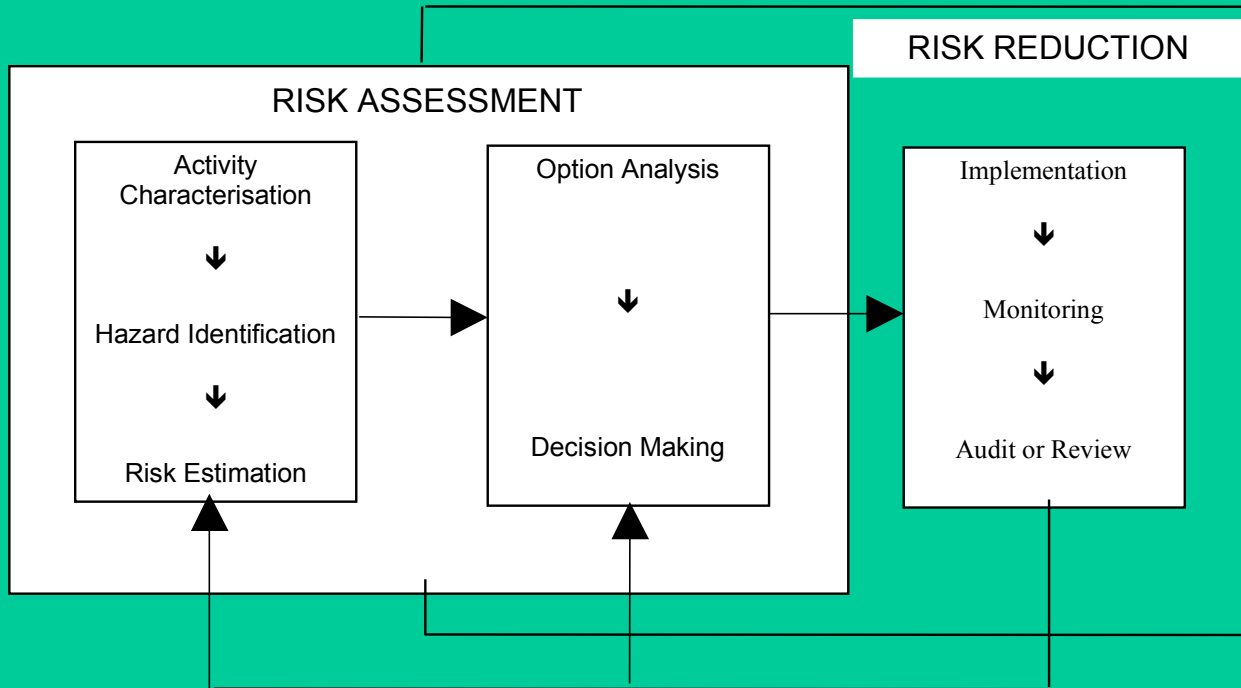 RISK REDUCTION
RISK ASSESSMENT
Activity
Characterisation
Hazard Identification
Risk Estimation
Option Analysis
Decision Making
Implementation
Monitoring
Audit or Review